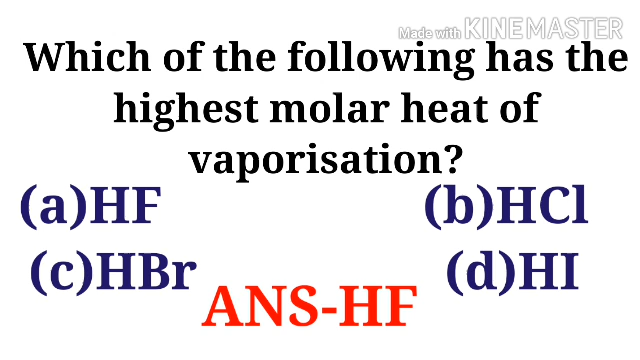 Made with KINEMASTER
Which of the following has the
highest molar heat of
vaporisation?
(a)HF (b)HCl
(c)HBr (d)HI
ANS-HF